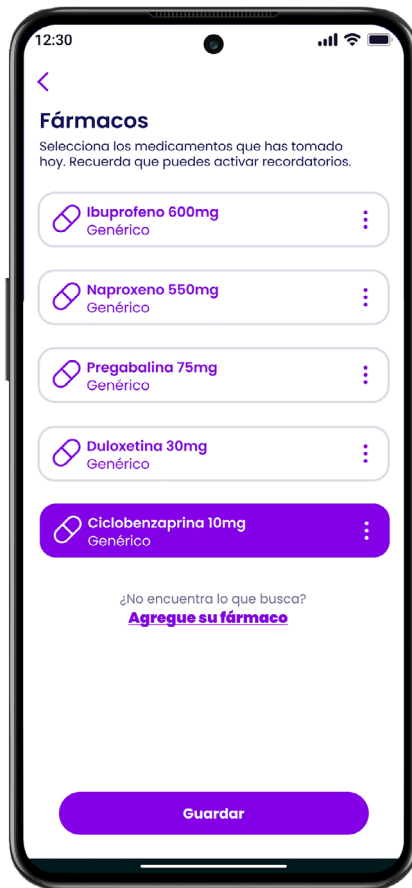 12:30
Fármacos
Selecciona los medicamentos que has tomado
hoy. Recuerda que puedes activar recordatorios.
Ibuprofeno 600mg
Genérico
Naproxeno 550mg
Genérico
Pregabalina 75mg
Genérico
Duloxetina 30mg
Genérico
Ciclobenzaprina 10mg
Genérico
¿No encuentra lo que busca?
Agregue su fármaco
Guardar